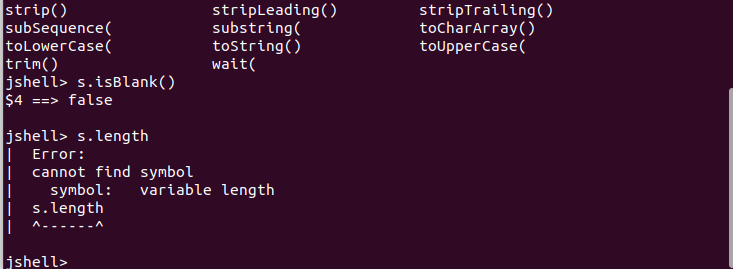 strip()                stripLeading()         stripTrailing()
subSequence(           substring(             toCharArray()
toLowerCase(           toString()             toUpperCase(
trim()                 wait(
jshell> s.isBlank()
$4 ==> false
jshell> s.length
|  Error:
|  cannot find symbol
|    symbol:   variable length
|  s.length
|  ^------^
jshell>